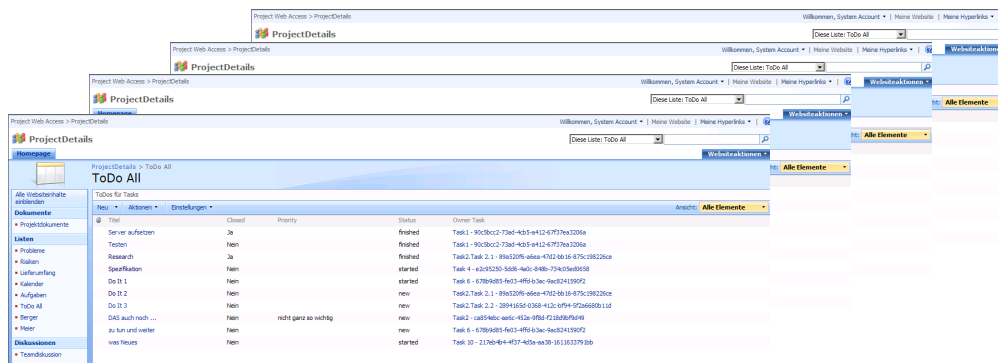 Project Web Access > ProjectDetails
Willkommen, System Account | Meine Website | Meine Hyperlinks
ProjectDetails
Diese Liste: ToDo All
Project Web Access > ProjectDetails
Willkommen, System Account | Meine Website | Meine Hyperlinks |
Websiteaktionen
ProjectDetails
Diese Liste: ToDo All
Project Web Access > ProjectDetails
Willkommen, System Account | Meine Website | Meine Hyperlinks |
Websiteaktionen
ProjectDetails
Diese Liste: ToDo All
Alle Elemente
Homepage
Project Web Access > ProjectDetails
Willkommen, System Account | Meine Website | Meine Hyperlinks |
Websiteaktionen
ProjectDetails
Diese Liste: ToDo All
Alle Elemente
Homepage
Websiteaktionen
ProjectDetails > ToDo All
ToDo All
Alle Elemente
Alle Websiteinhalte einblenden
ToDos für Tasks
Neu Aktionen Einstellungen
Ansicht: Alle Elemente
Dokumente
Projektdokumente
Listen
Probleme
Risiken
Lieferumfang
Kalender
Aufgaben
ToDo All
Berger
Meier
Diskussionen
Teamdiskussion
Titel Closed Priority Status Owner Task
Server aufsetzen Ja finished Task1 - 90c5bcc2-73ad-4cb5-a412-67f37ea3206a
Testen Nein finished Task1 - 90c5bcc2-73ad-4cb5-a412-67f37ea3206a
Research Ja finished Task2.Task 2.1 - 89a520f6-a6ea-47d2-bb16-875c198226ce
Spezifikation Nein started Task 4 - e2c95250-5dd6-4a0c-848b-734c05ed0658
Do It 1 Nein started Task 6 - 678b9d85-fe03-4ffd-b3ac-9ac8241590f2
Do It 2 Nein new Task2.Task 2.1 - 89a520f6-a6ea-47d2-bb16-875c198226ce
Do It 3 Nein new Task2.Task 2.2 - 2894165d-0368-412c-bf94-5f2a6680b11d
DAS auch noch ... Nein nicht ganz so wichtig new Task2 - ca854ebc-aa6c-452e-9f8d-f218d9bf9d49
zu tun und weiter Nein new Task 6 - 678b9d85-fe03-4ffd-b3ac-9ac8241590f2
was Neues Nein started Task 10 - 217eb4b4-4f37-4d5a-aa38-1611633791bb